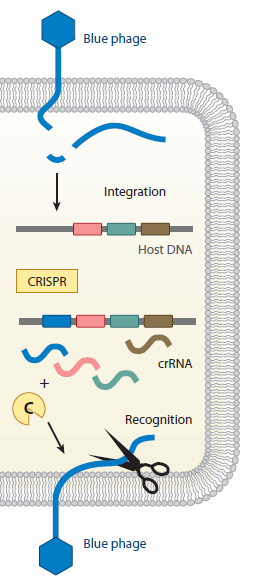 Blue phage
Integration
Host DNA
CRISPR
crRNA
+
C
Recognition
Blue phage